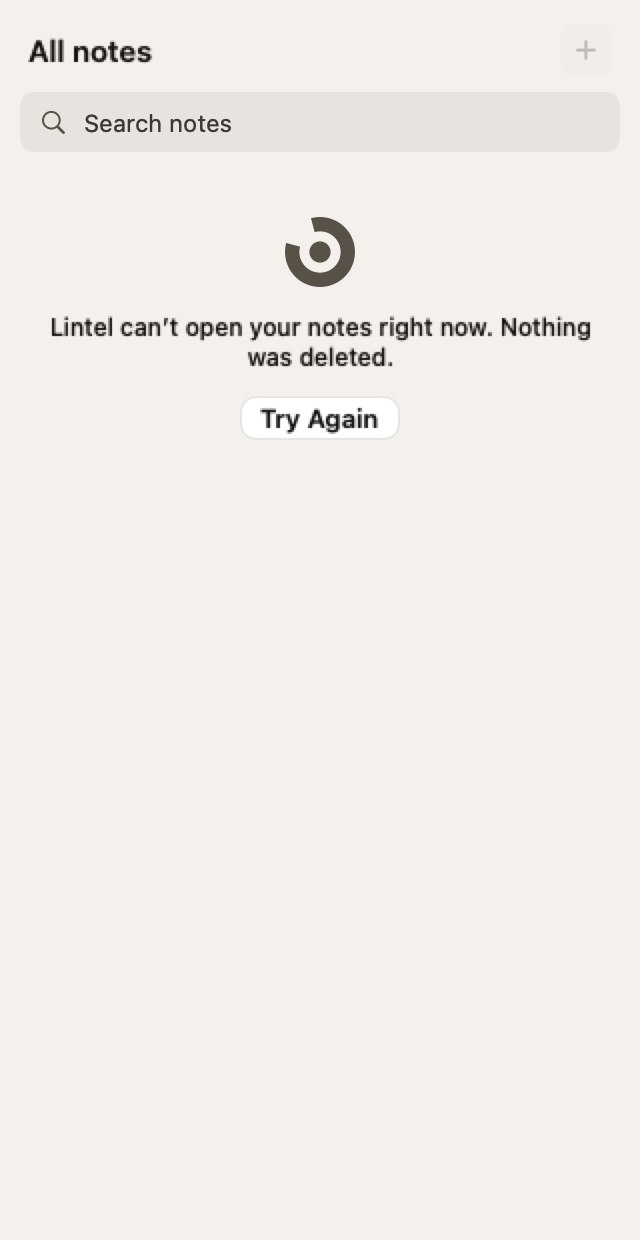 All notes
Search notes
Lintel can’t open your notes right now. Nothing
was deleted.
Try Again